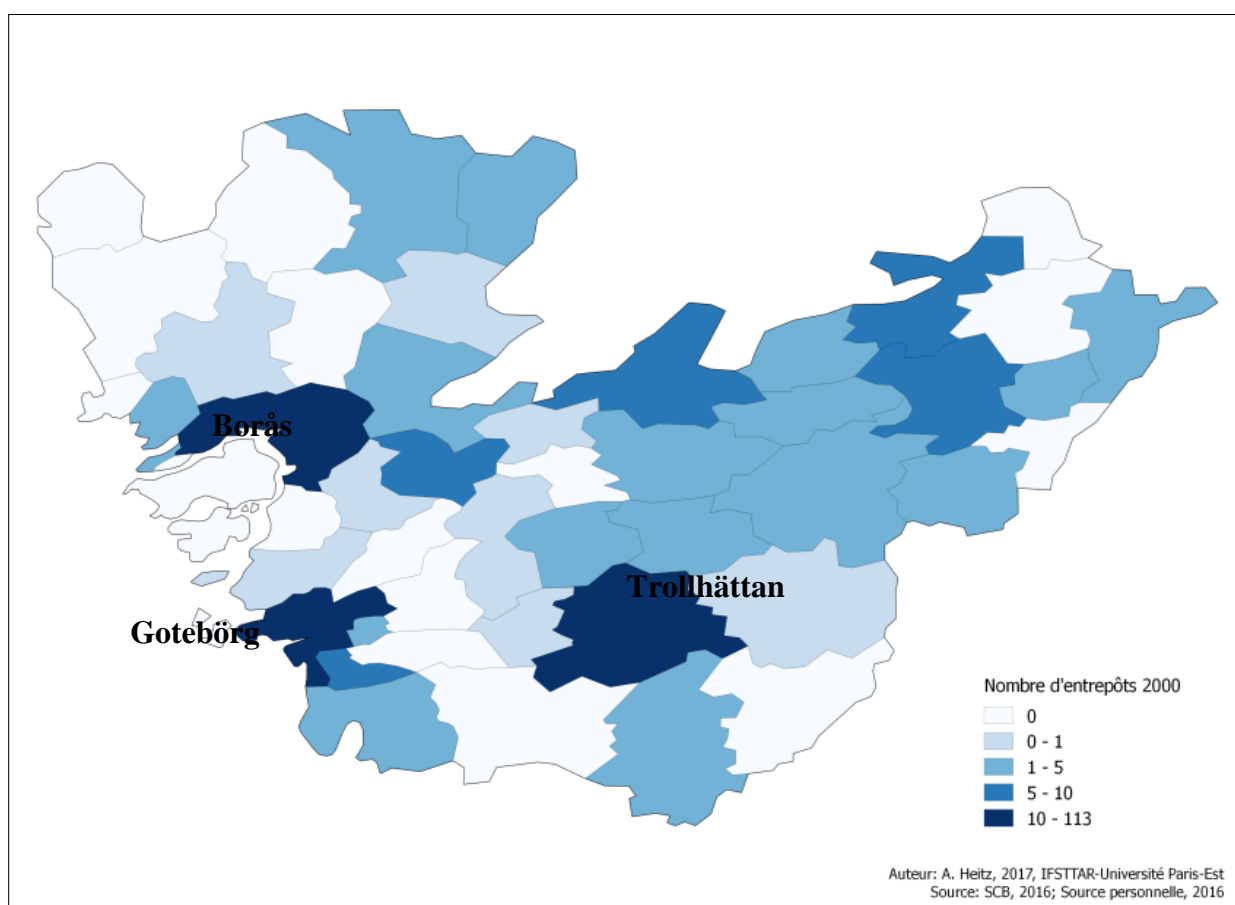 Borås
Trollhättan
Gotebörg
Nombre d'entrepôts 2000
0
0 - 1
1 - 5
5 - 10
10 - 113
Auteur: A. Heitz, 2017, IFSTTAR-Université Paris-Est
Source: SCB, 2016; Source personnelle, 2016